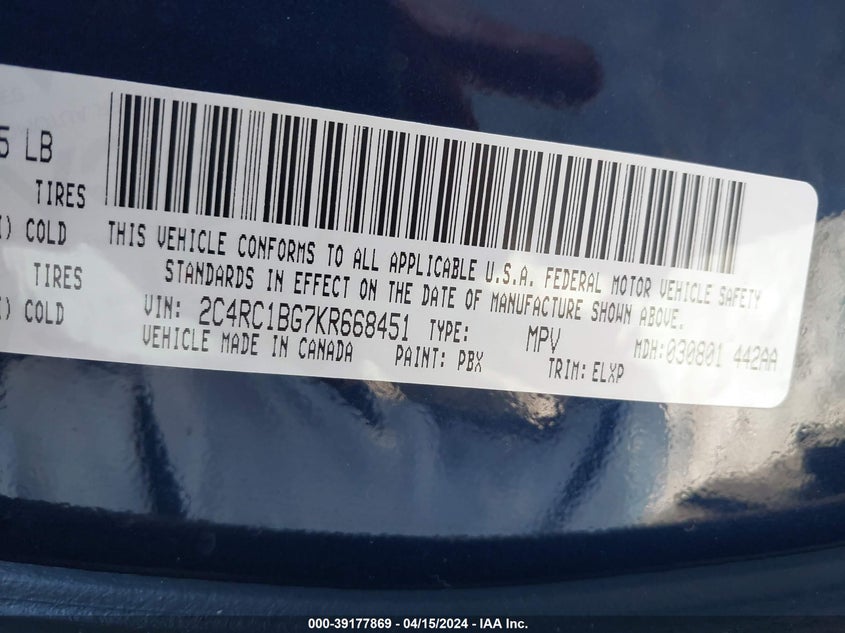 5 LB
TIRES
) COLD
TIRES
) COLD
THIS VEHICLE CONFORMS TO ALL APPLICABLE U.S.A. FEDERAL MOTOR VEHICLE SAFETY
STANDARDS IN EFFECT ON THE DATE OF MANUFACTURE SHOWN ABOVE.
VIN: 2C4RC1BG7KR668451 TYPE: MPV MDH:030801 442AA
VEHICLE MADE IN CANADA PAINT: PBX TRIM: ELXP
000-39177869 - 04/15/2024 - IAA Inc.